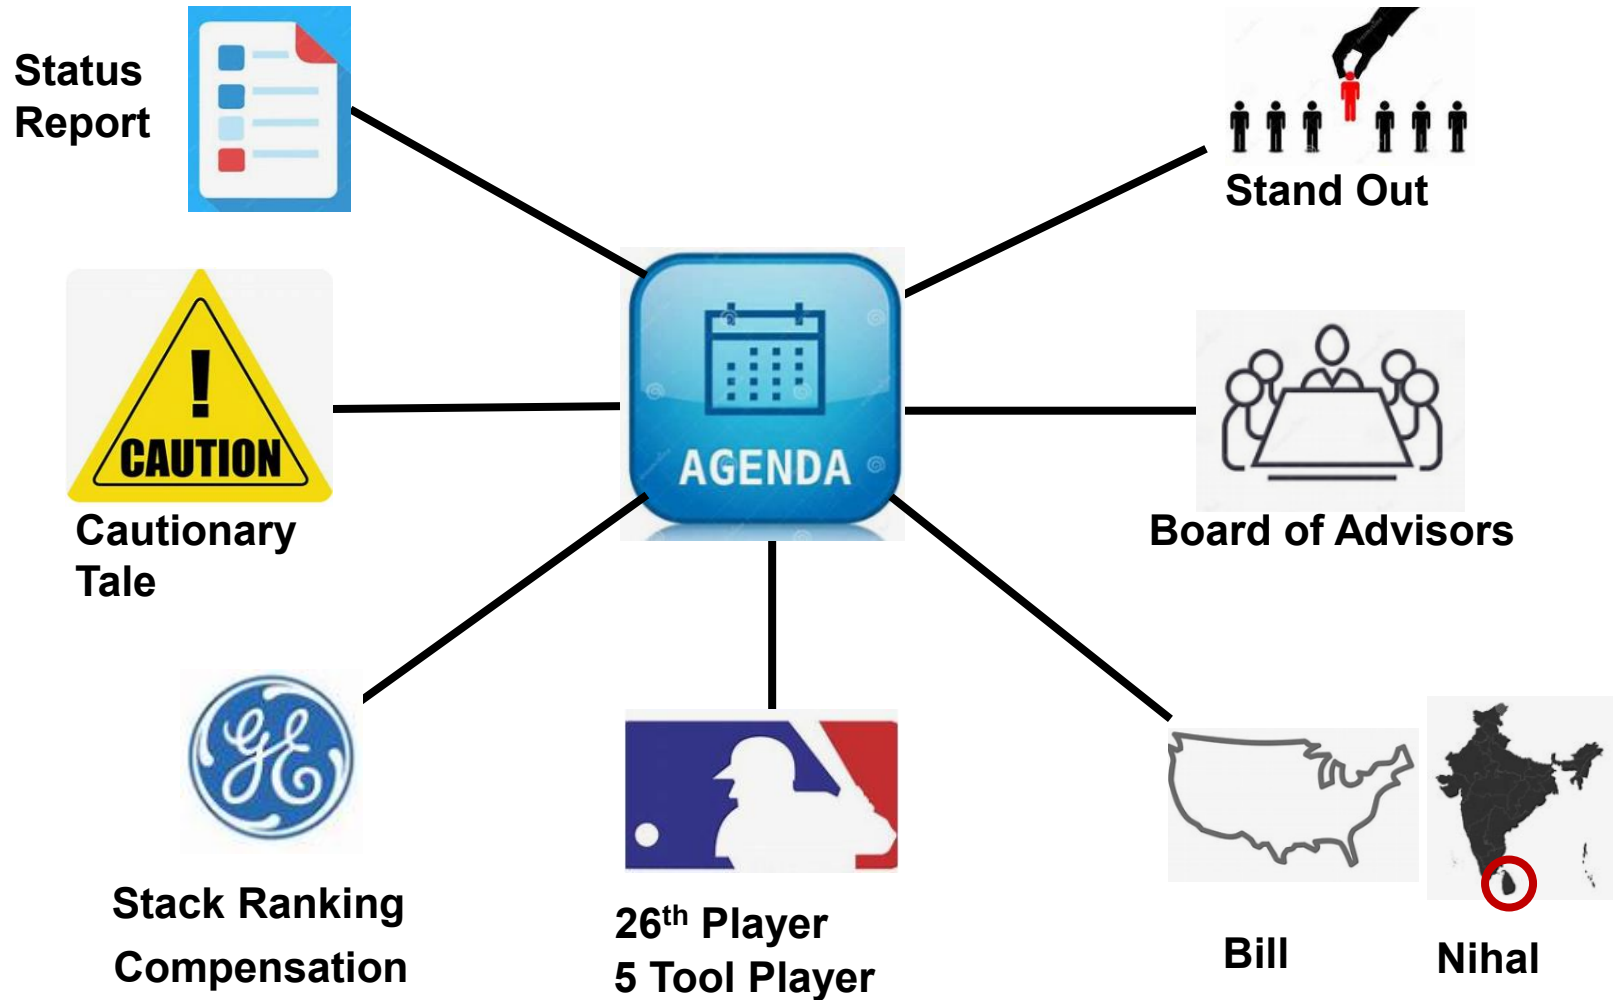 Status
Report
Stand Out
CAUTION
Cautionary
Tale
AGENDA
Board of Advisors
GE
Stack Ranking
Compensation
26th Player
5 Tool Player
Bill
Nihal